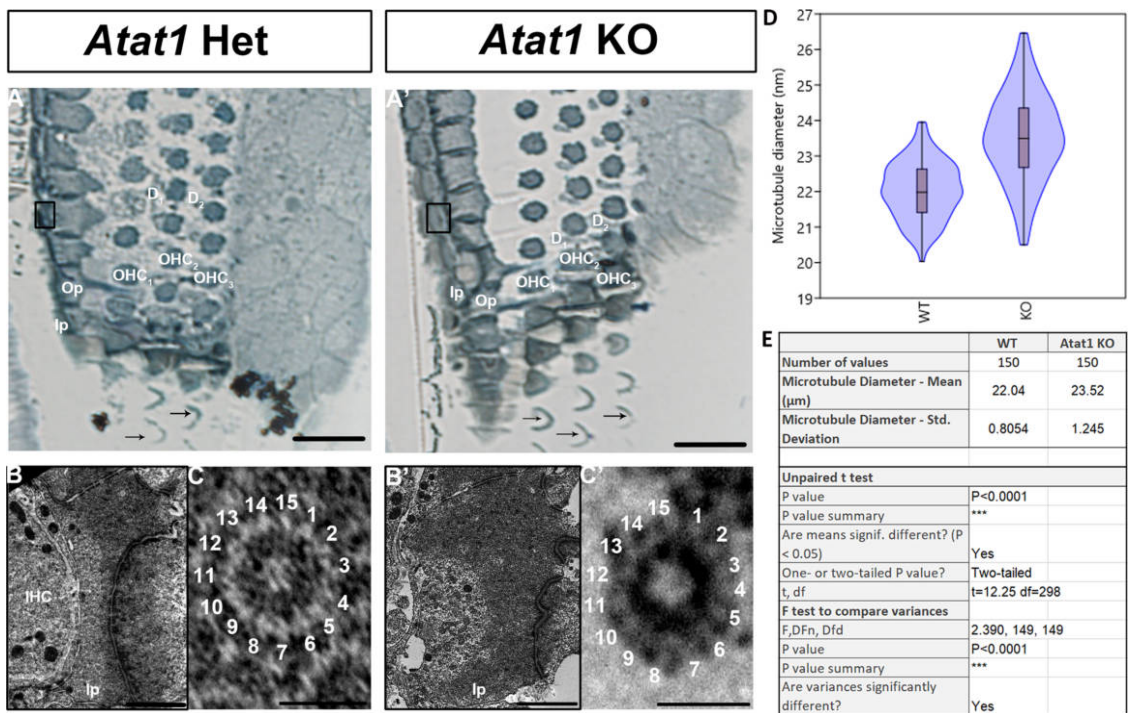 Atat1 Het
Atat1 KO
A
D₁
D₂
OHC₁
OHC₂
OHC₃
Op
Ip
A'
D₁
D₂
OHC₁
OHC₂
OHC₃
Ip
Op
B
IHC
Ip
C
15
1
2
3
4
5
6
7
8
9
10
11
12
13
14
B'
Ip
C'
15
1
2
3
4
5
6
7
8
9
10
11
12
13
14
D
Microtubule diameter (nm)
27
26
25
24
23
22
21
20
19
WT
KO
E
WT Atat1 KO
Number of values 150 150
Microtubule Diameter - Mean
(µm) 22.04 23.52
Microtubule Diameter - Std.
Deviation 0.8054 1.245
Unpaired t test
P value P<0.0001
P value summary ***
Are means signif. different? (P
< 0.05) Yes
One- or two-tailed P value? Two-tailed
t, df t=12.25 df=298
F test to compare variances
F,DFn, Dfd 2.390, 149, 149
P value P<0.0001
P value summary ***
Are variances significantly
different? Yes